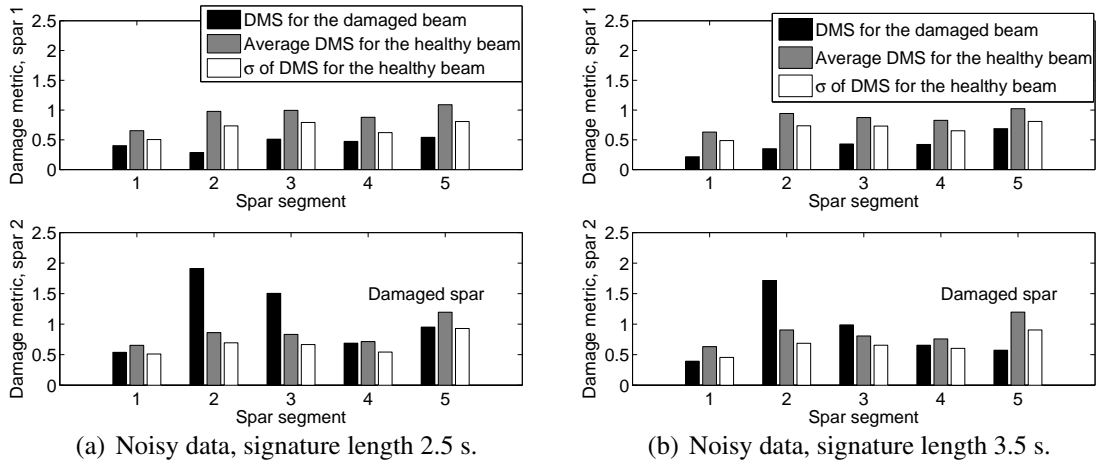 Damage metric, spar 1
2.5
2
1.5
1
0.5
0
DMS for the damaged beam
Average DMS for the healthy beam
σ of DMS for the healthy beam
1 2 3 4 5
Spar segment
Damage metric, spar 2
2.5
2
1.5
1
0.5
0
Damaged spar
1 2 3 4 5
Spar segment
(a) Noisy data, signature length 2.5 s.
Damage metric, spar 1
2.5
2
1.5
1
0.5
0
DMS for the damaged beam
Average DMS for the healthy beam
σ of DMS for the healthy beam
1 2 3 4 5
Spar segment
Damage metric, spar 2
2.5
2
1.5
1
0.5
0
Damaged spar
1 2 3 4 5
Spar segment
(b) Noisy data, signature length 3.5 s.